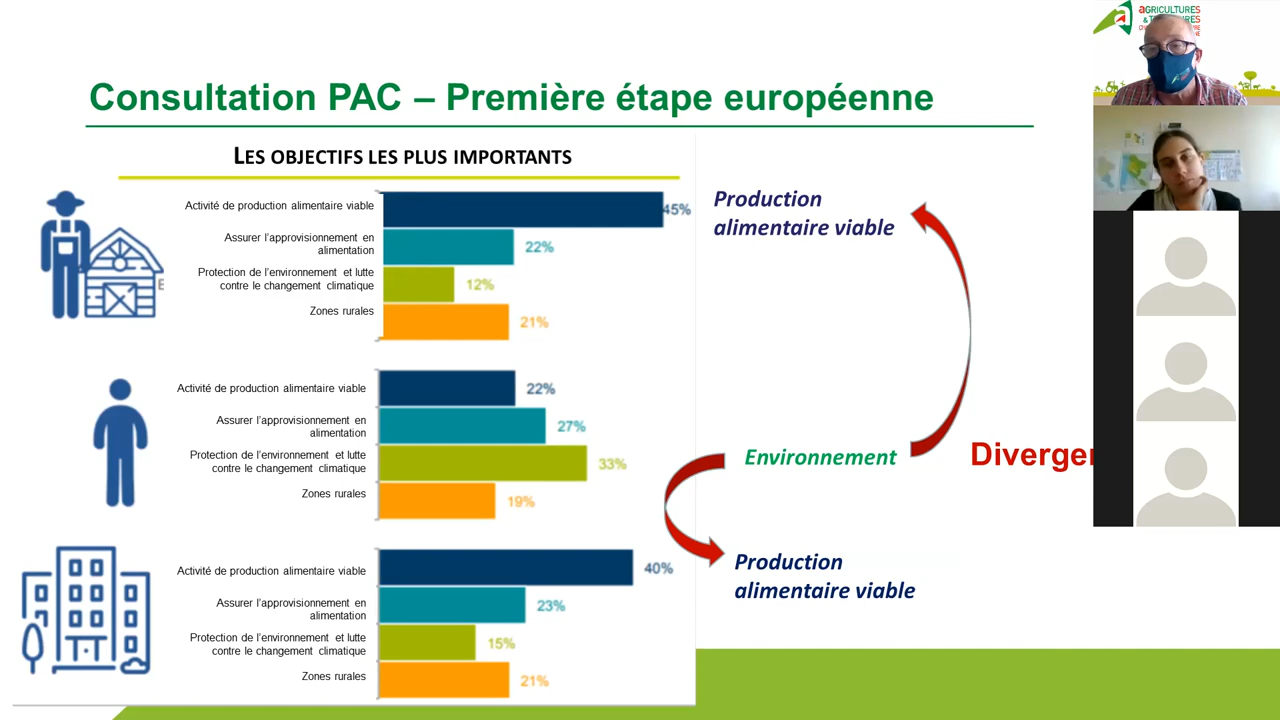 Consultation PAC – Première étape européenne
LES OBJECTIFS LES PLUS IMPORTANTS
Activité de production alimentaire viable
45%
Assurer l’approvisionnement en
alimentation
22%
Protection de l’environnement et lutte
contre le changement climatique
12%
Zones rurales
21%
Activité de production alimentaire viable
22%
Assurer l’approvisionnement en
alimentation
27%
Protection de l’environnement et lutte
contre le changement climatique
33%
Zones rurales
19%
Activité de production alimentaire viable
40%
Assurer l’approvisionnement en
alimentation
23%
Protection de l’environnement et lutte
contre le changement climatique
15%
Zones rurales
21%
Production
alimentaire viable
Environnement
Production
alimentaire viable
AGRICULTURES